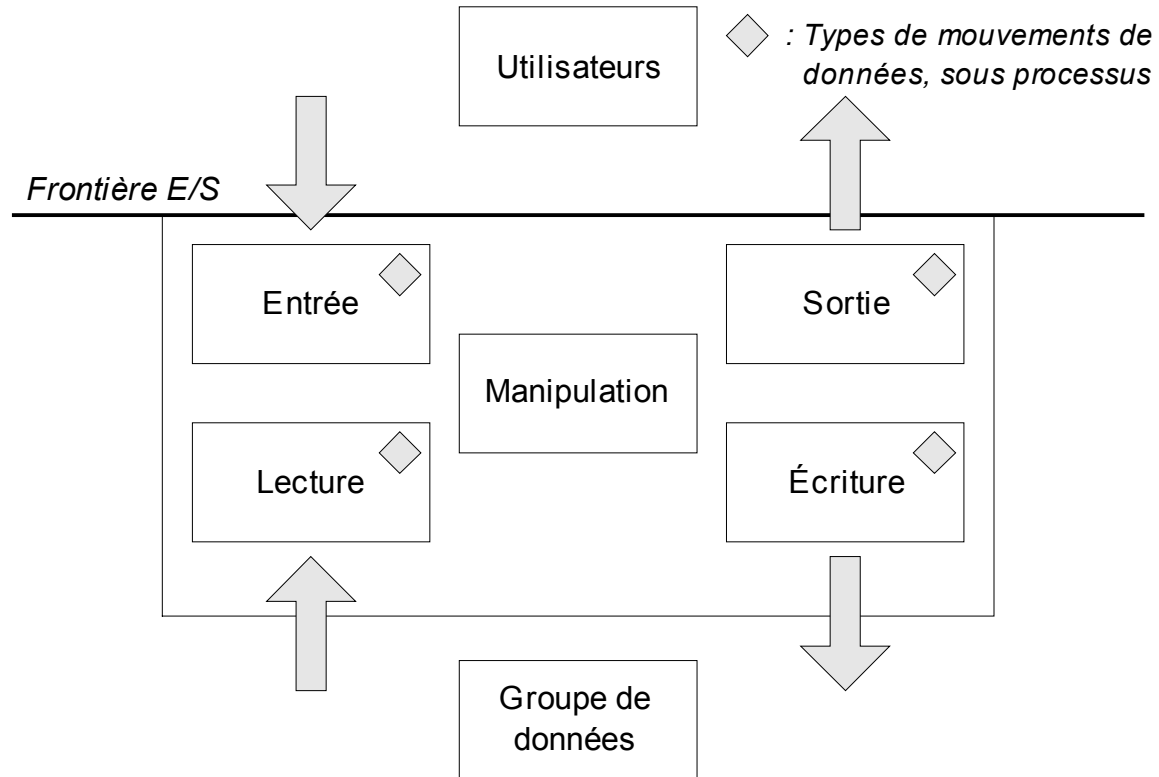 Utilisateurs
: Types de mouvements de
données, sous processus
Frontière E/S
Entrée
Sortie
Manipulation
Lecture
Écriture
Groupe de
données